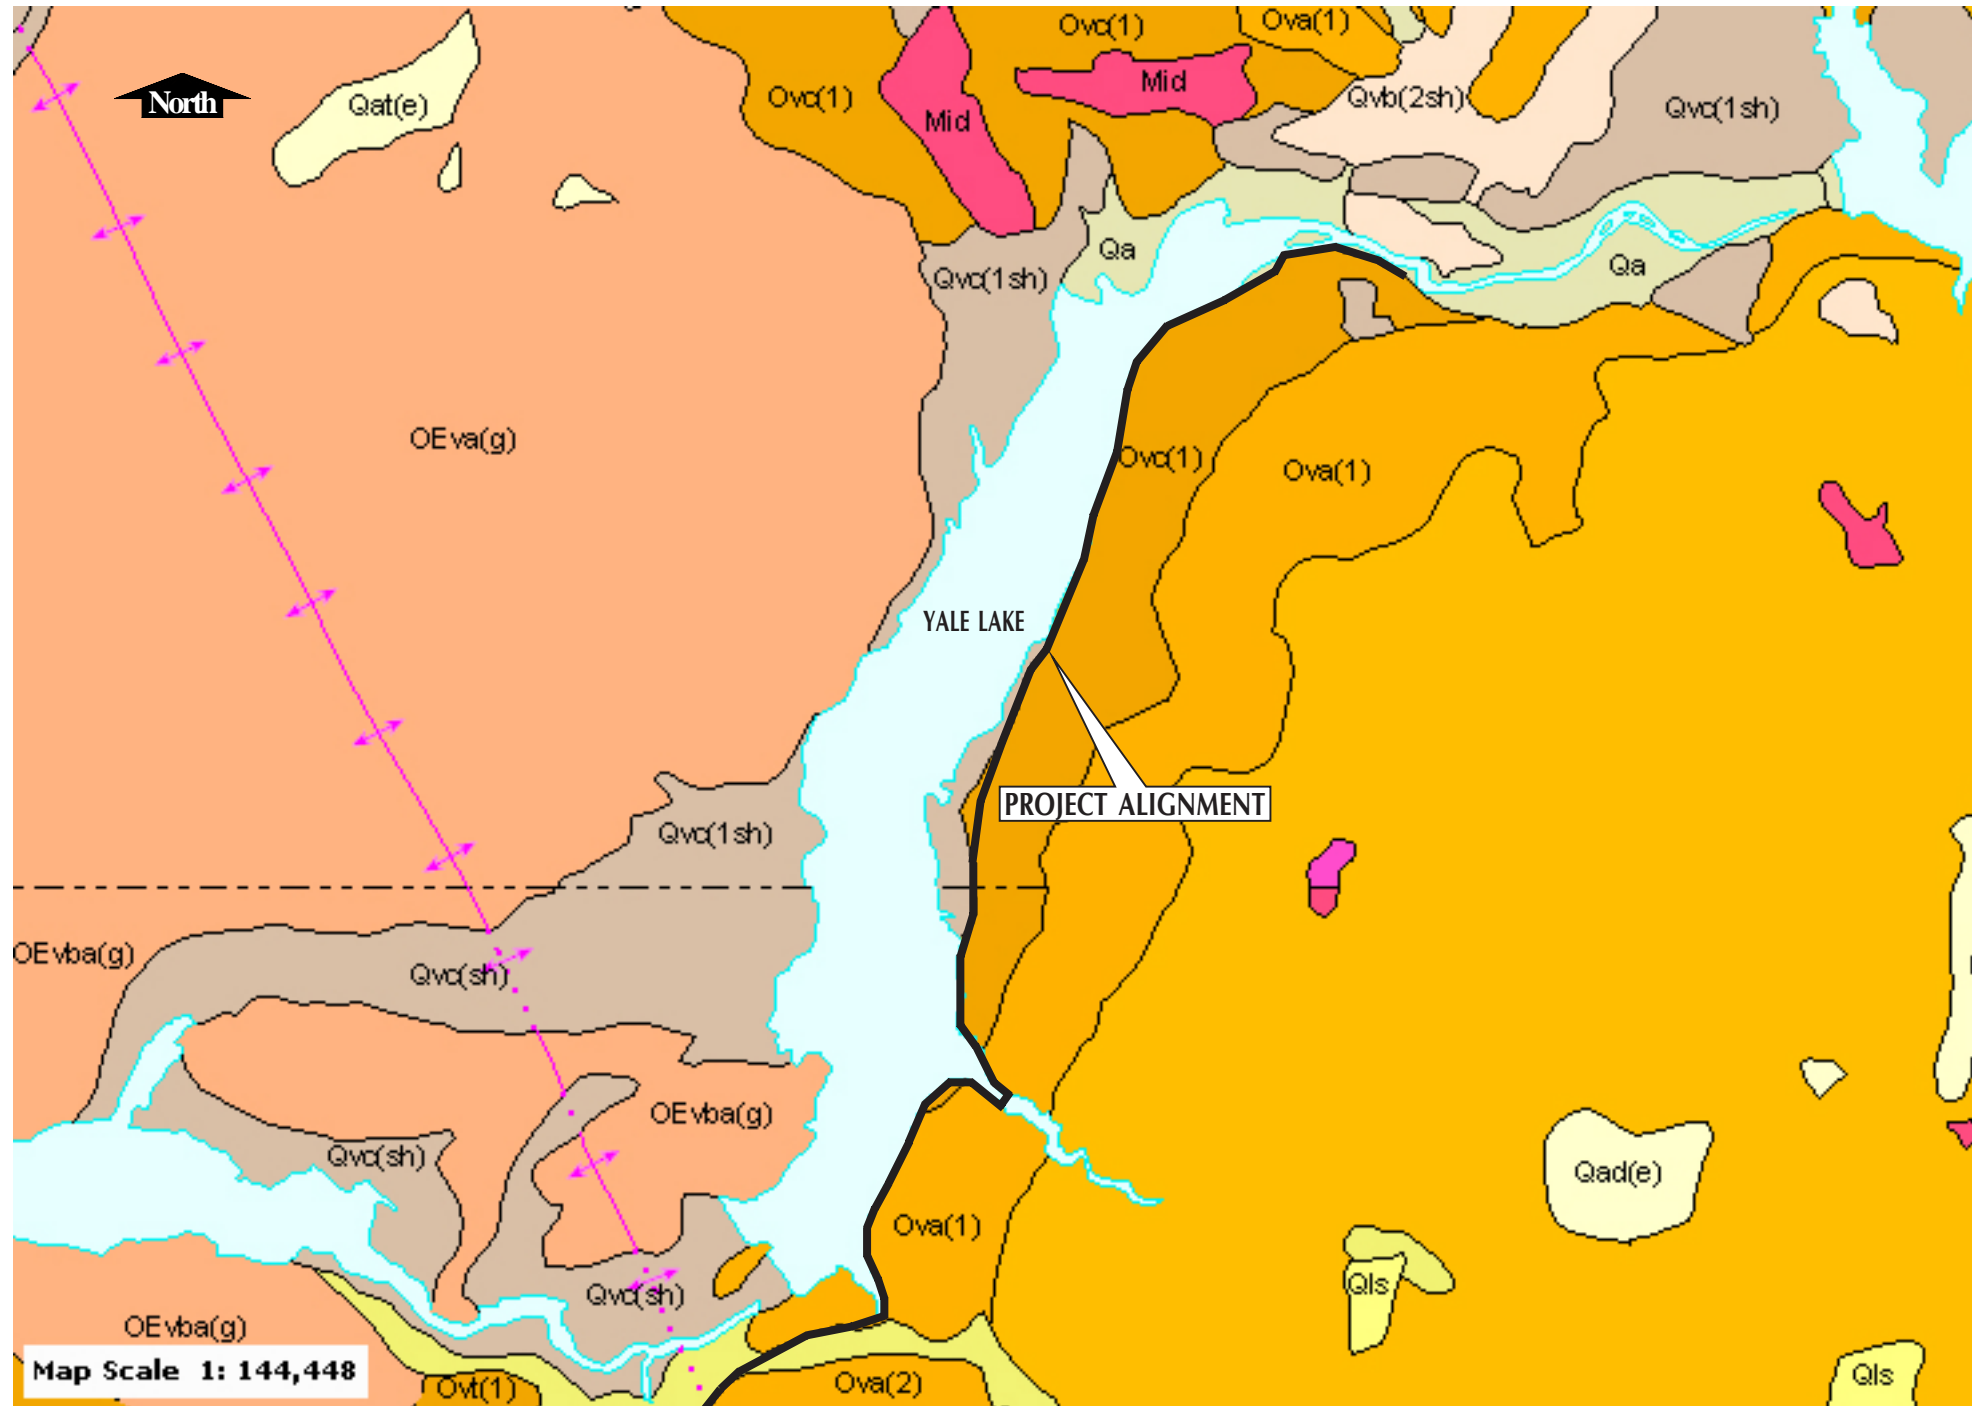 Ovc(1)
Ova(1)
North
Qat(e)
Ovc(1)
Mid
Mid
Qvb(2sh)
Qvc(1sh)
Qa
Qvc(1sh)
Qa
OEva(g)
Ovc(1)
Ova(1)
YALE LAKE
PROJECT ALIGNMENT
Qvc(1sh)
OEvba(g)
Qvc(sh)
OEvba(g)
Qvc(sh)
Qad(e)
Ova(1)
Qls
Qvc(sh)
OEvba(g)
Map Scale 1: 144,448
Ovt(1)
Ova(2)
Qls